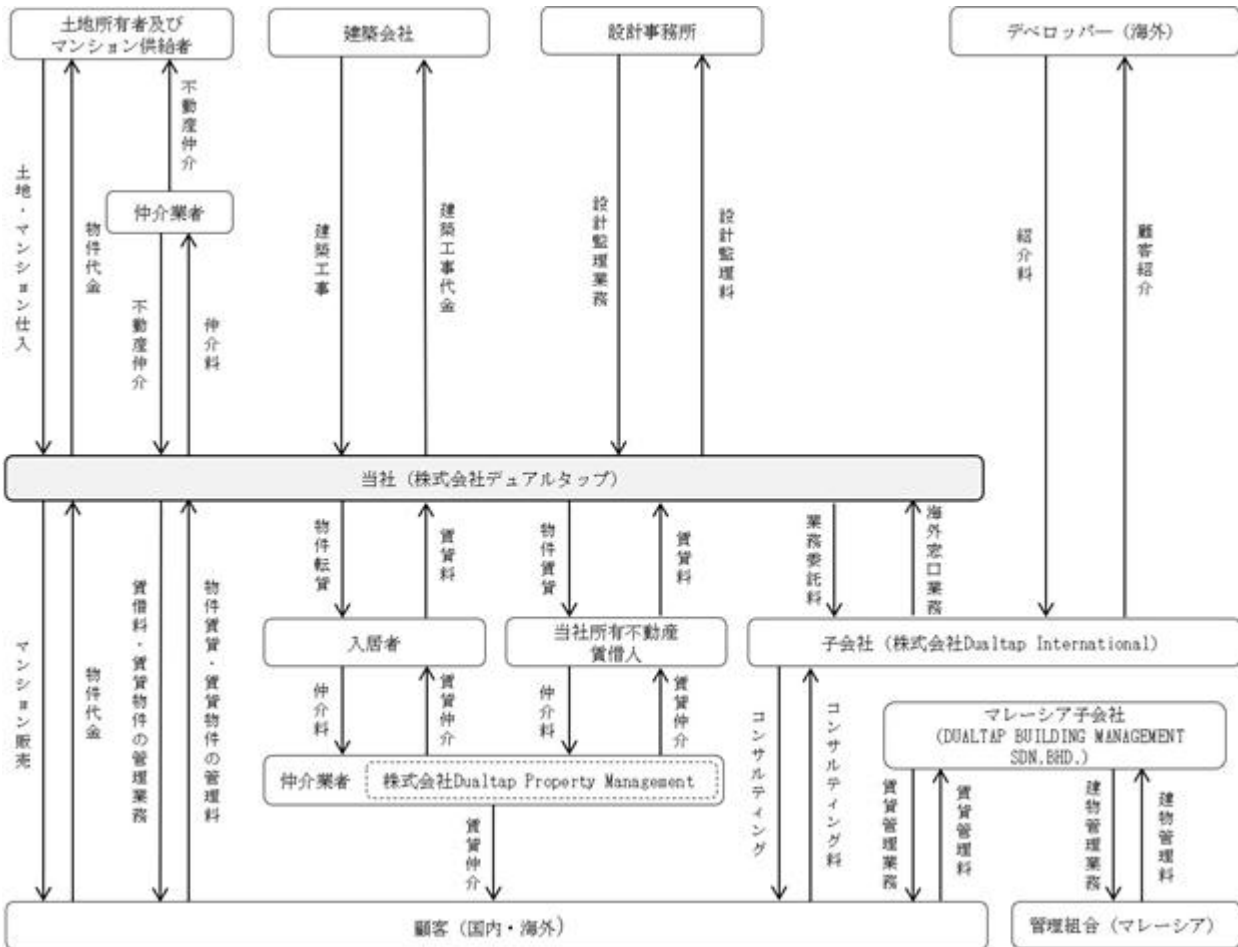 土地所有者及び
マンション供給者
建築会社
設計事務所
デベロッパー(海外)
不動産仲介
土地・マンション仕入
物件代金
仲介業者
不動産仲介
仲介料
建築工事
建築工事代金
設計監理業務
設計監理料
紹介料
顧客紹介
当社(株式会社デュアルタップ)
マンション販売
物件代金
賃借料・賃貸物件の管理業務
物件賃貸・賃貸物件の管理料
物件転貸
賃貸料
物件賃貸
賃貸料
業務委託料
海外窓口業務
入居者
当社所有不動産
賃借人
子会社(株式会社Dualtap International)
仲介料
賃貸仲介
仲介料
賃貸仲介
コンサルティング
コンサルティング料
マレーシア子会社
(DUALTAP BUILDING MANAGEMENT
SDN.BHD.)
仲介業者
株式会社Dualtap Property Management
賃貸仲介
賃貸管理業務
賃貸管理料
建物管理業務
建物管理料
顧客(国内・海外)
管理組合(マレーシア)